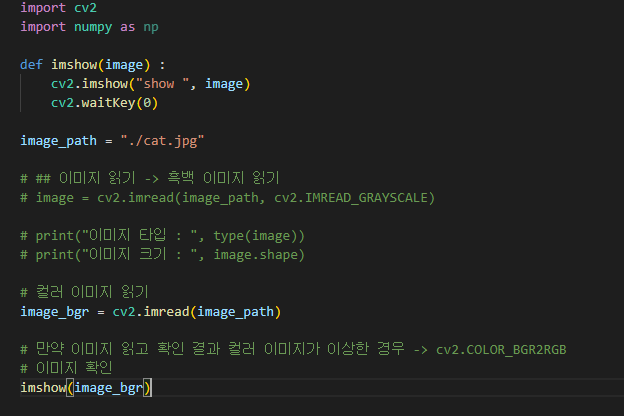 import cv2
import numpy as np
def imshow(image) :
    cv2.imshow("show ", image)
    cv2.waitKey(0)
image_path = "./cat.jpg"
# ## 이미지 읽기 -> 흑백 이미지 읽기
# image = cv2.imread(image_path, cv2.IMREAD_GRAYSCALE)
# print("이미지 타입 : ", type(image))
# print("이미지 크기 : ", image.shape)
# 컬러 이미지 읽기
image_bgr = cv2.imread(image_path)
# 만약 이미지 읽고 확인 결과 컬러 이미지가 이상한 경우 -> cv2.COLOR_BGR2RGB
# 이미지 확인
imshow(image_bgr)